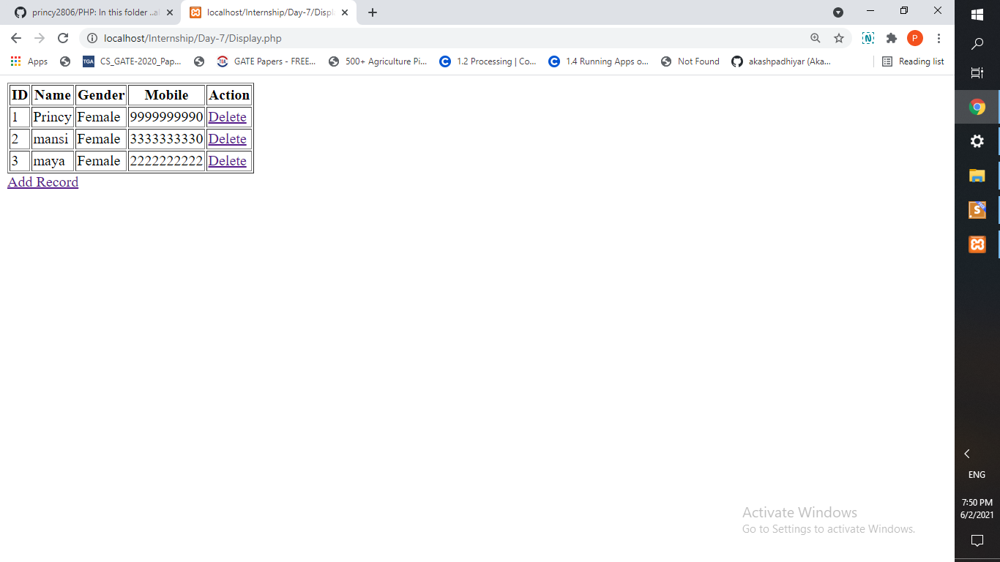 princy2806/PHP: In this folder ..al
localhost/Internship/Day-7/Displ
localhost/Internship/Day-7/Display.php
P
Apps
TGA CS_GATE-2020_Pap...
GATE Papers - FREE...
500+ Agriculture Pi...
1.2 Processing | Co...
1.4 Running Apps o...
Not Found
akashpadhiyar (Aka...
Reading list
ID Name Gender Mobile Action
1 Princy Female 9999999990 Delete
2 mansi Female 3333333330 Delete
3 maya Female 2222222222 Delete
Add Record
Activate Windows
Go to Settings to activate Windows.
ENG
7:50 PM
6/2/2021